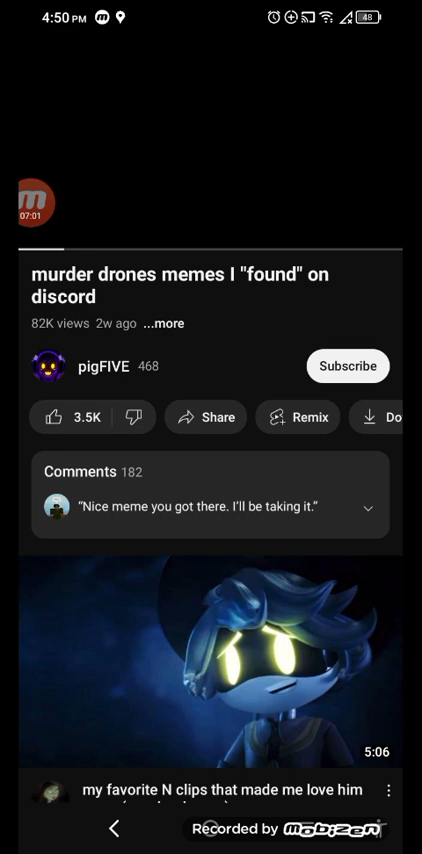 4:50 PM
48
07:01
murder drones memes I "found" on
discord
82K views 2w ago ...more
pigFIVE 468
Subscribe
3.5K
Share
Remix
Do
Comments 182
“Nice meme you got there. I'll be taking it.”
5:06
my favorite N clips that made me love him
Recorded by mobizen